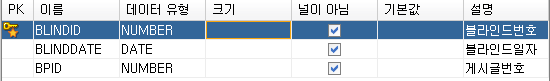 PK 이름 데이터 유형 크기 널이 아님 기본값 설명
BLINDID NUMBER 블라인드번호
BLINDDATE DATE 블라인드일자
BPID NUMBER 게시글번호